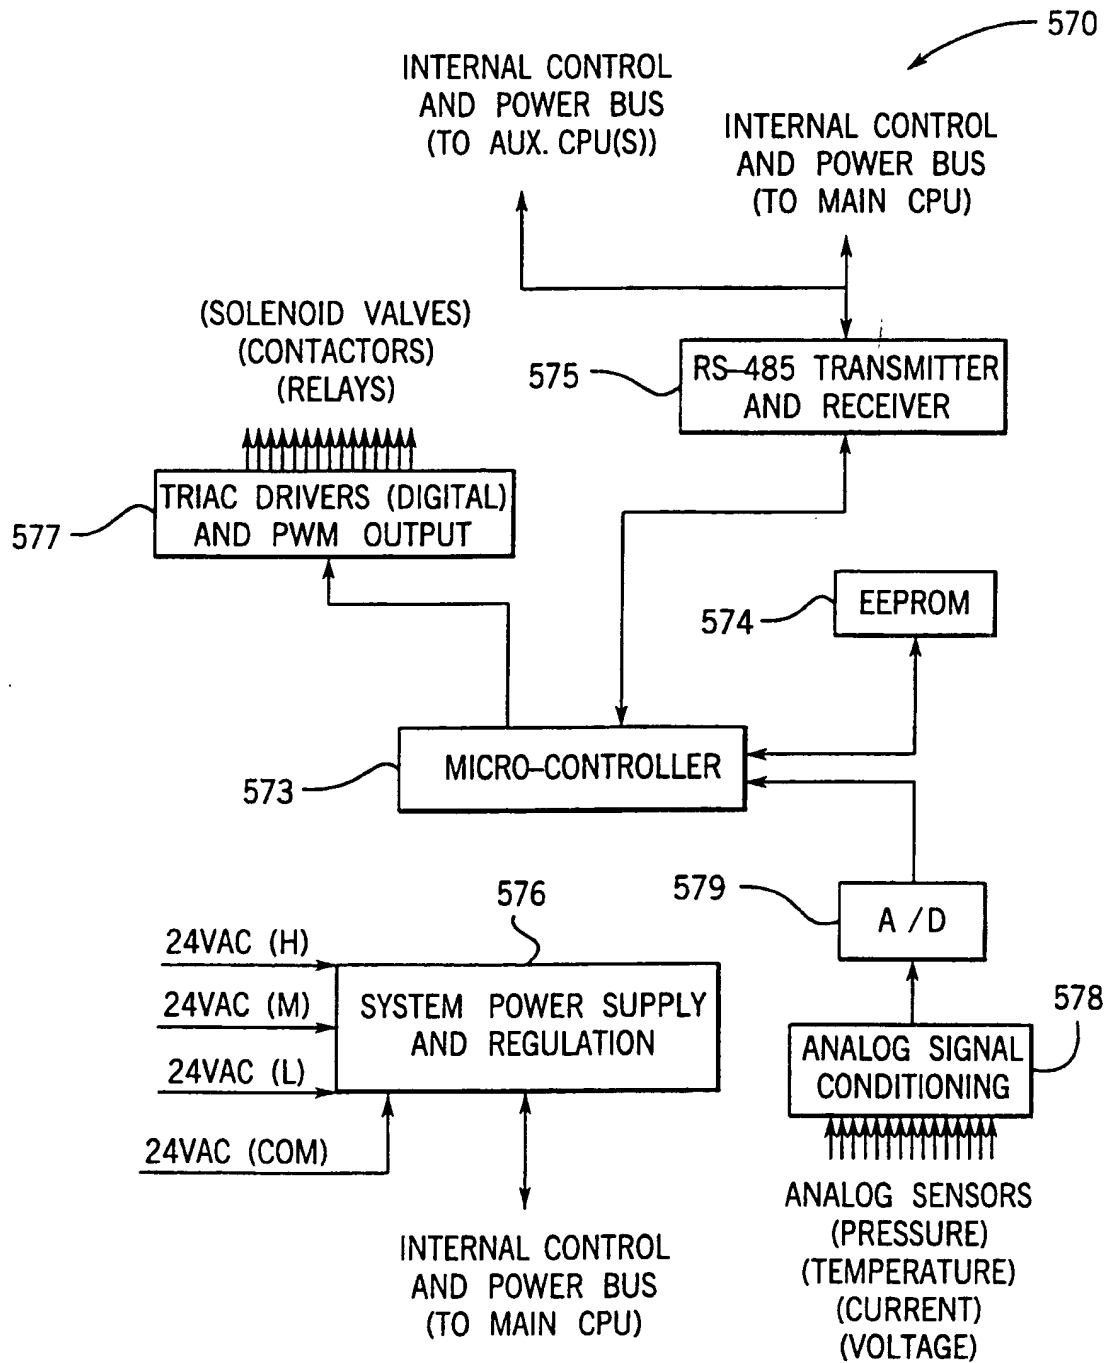 570
INTERNAL CONTROL
AND POWER BUS
(TO AUX. CPU(S))
INTERNAL CONTROL
AND POWER BUS
(TO MAIN CPU)
(SOLENOID VALVES)
(CONTACTORS)
(RELAYS)
575
RS-485 TRANSMITTER
AND RECEIVER
577
TRIAC DRIVERS (DIGITAL)
AND PWM OUTPUT
574
EEPROM
573
MICRO-CONTROLLER
579
A/D
576
24VAC (H)
24VAC (M)
24VAC (L)
24VAC (COM)
SYSTEM POWER SUPPLY
AND REGULATION
578
ANALOG SIGNAL
CONDITIONING
INTERNAL CONTROL
AND POWER BUS
(TO MAIN CPU)
ANALOG SENSORS
(PRESSURE)
(TEMPERATURE)
(CURRENT)
(VOLTAGE)